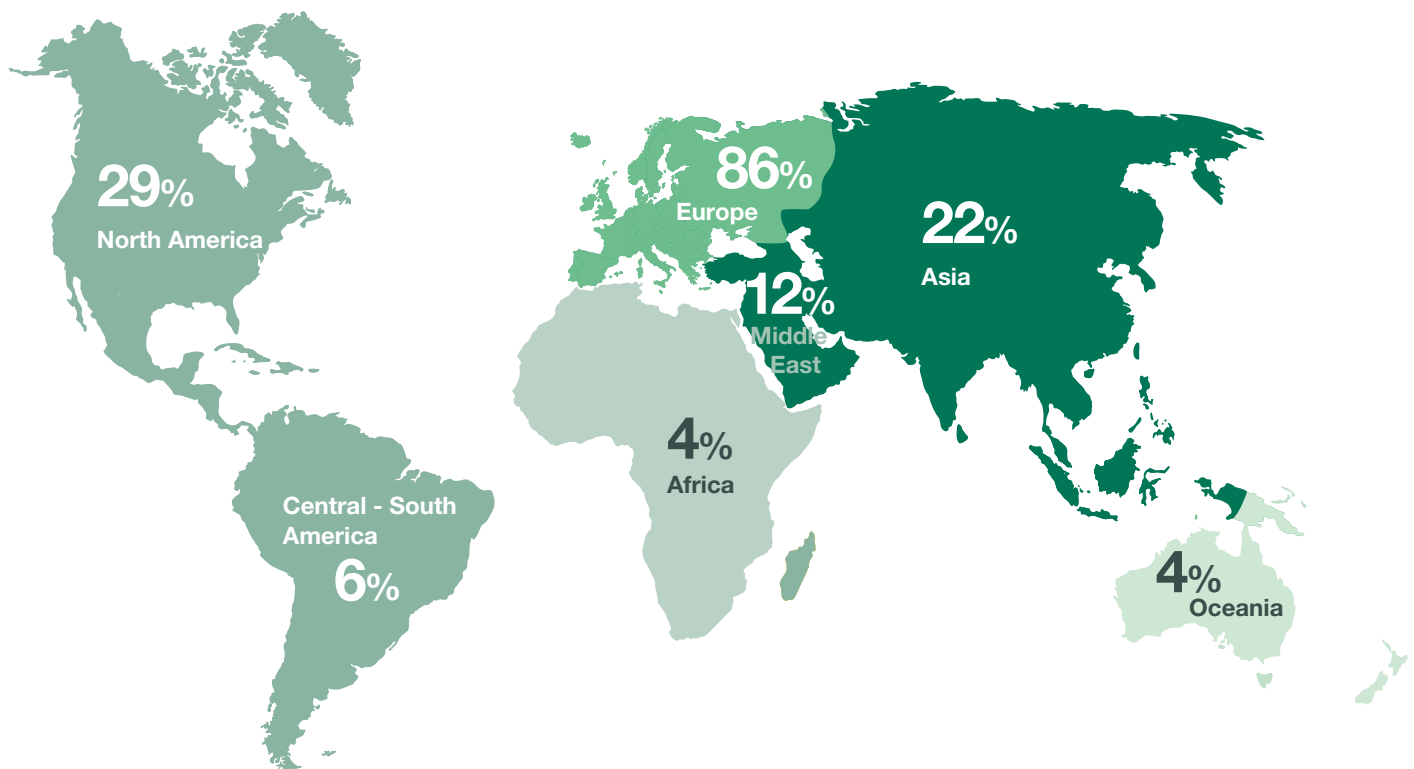 29%
North America
86%
Europe
22%
Asia
12%
Middle
East
4%
Africa
Central - South
America
6%
4%
Oceania